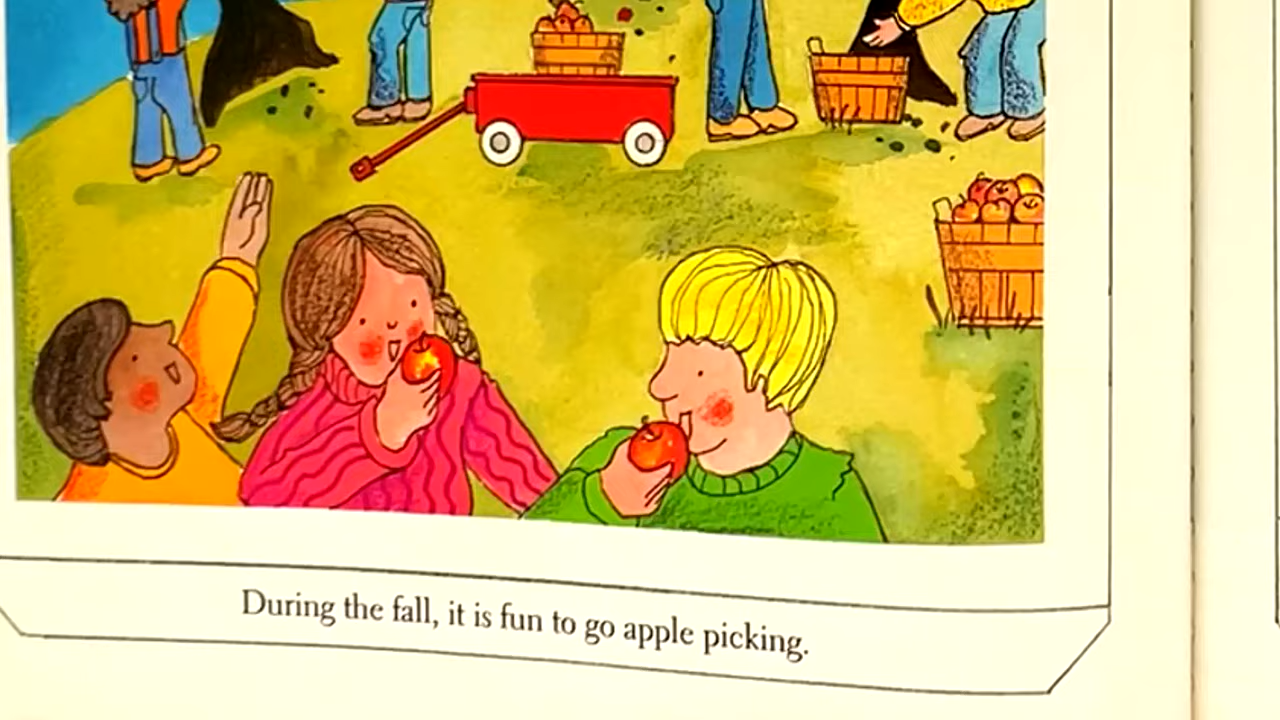 During the fall, it is fun to go apple picking.